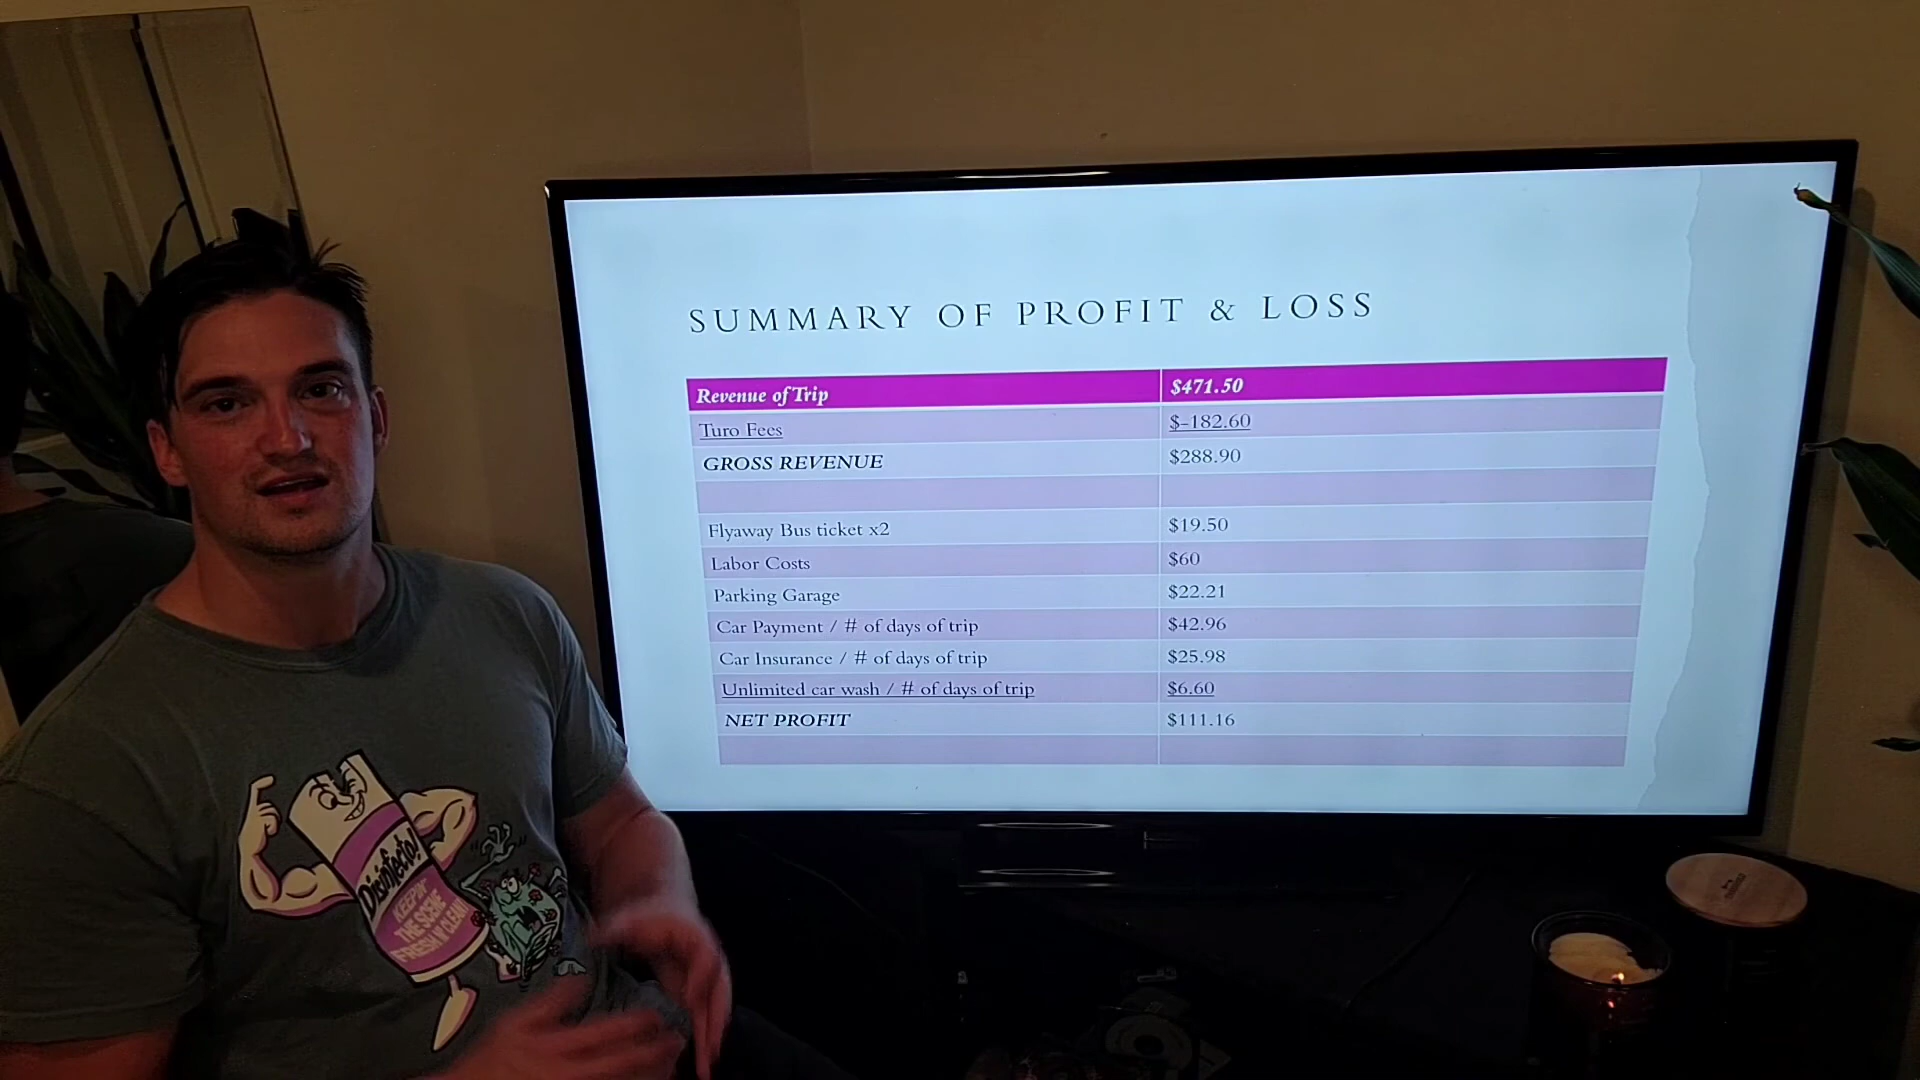 SUMMARY OF PROFIT & LOSS
Revenue of Trip $471.50
Turo Fees $-182.60
GROSS REVENUE $288.90
Flyaway Bus ticket x2 $19.50
Labor Costs $60
Parking Garage $22.21
Car Payment / # of days of trip $42.96
Car Insurance / # of days of trip $25.98
Unlimited car wash / # of days of trip $6.60
NET PROFIT $111.16
Disinfecto!
KEEPIN'
THE SCENE
FRESH N' CLEAN!